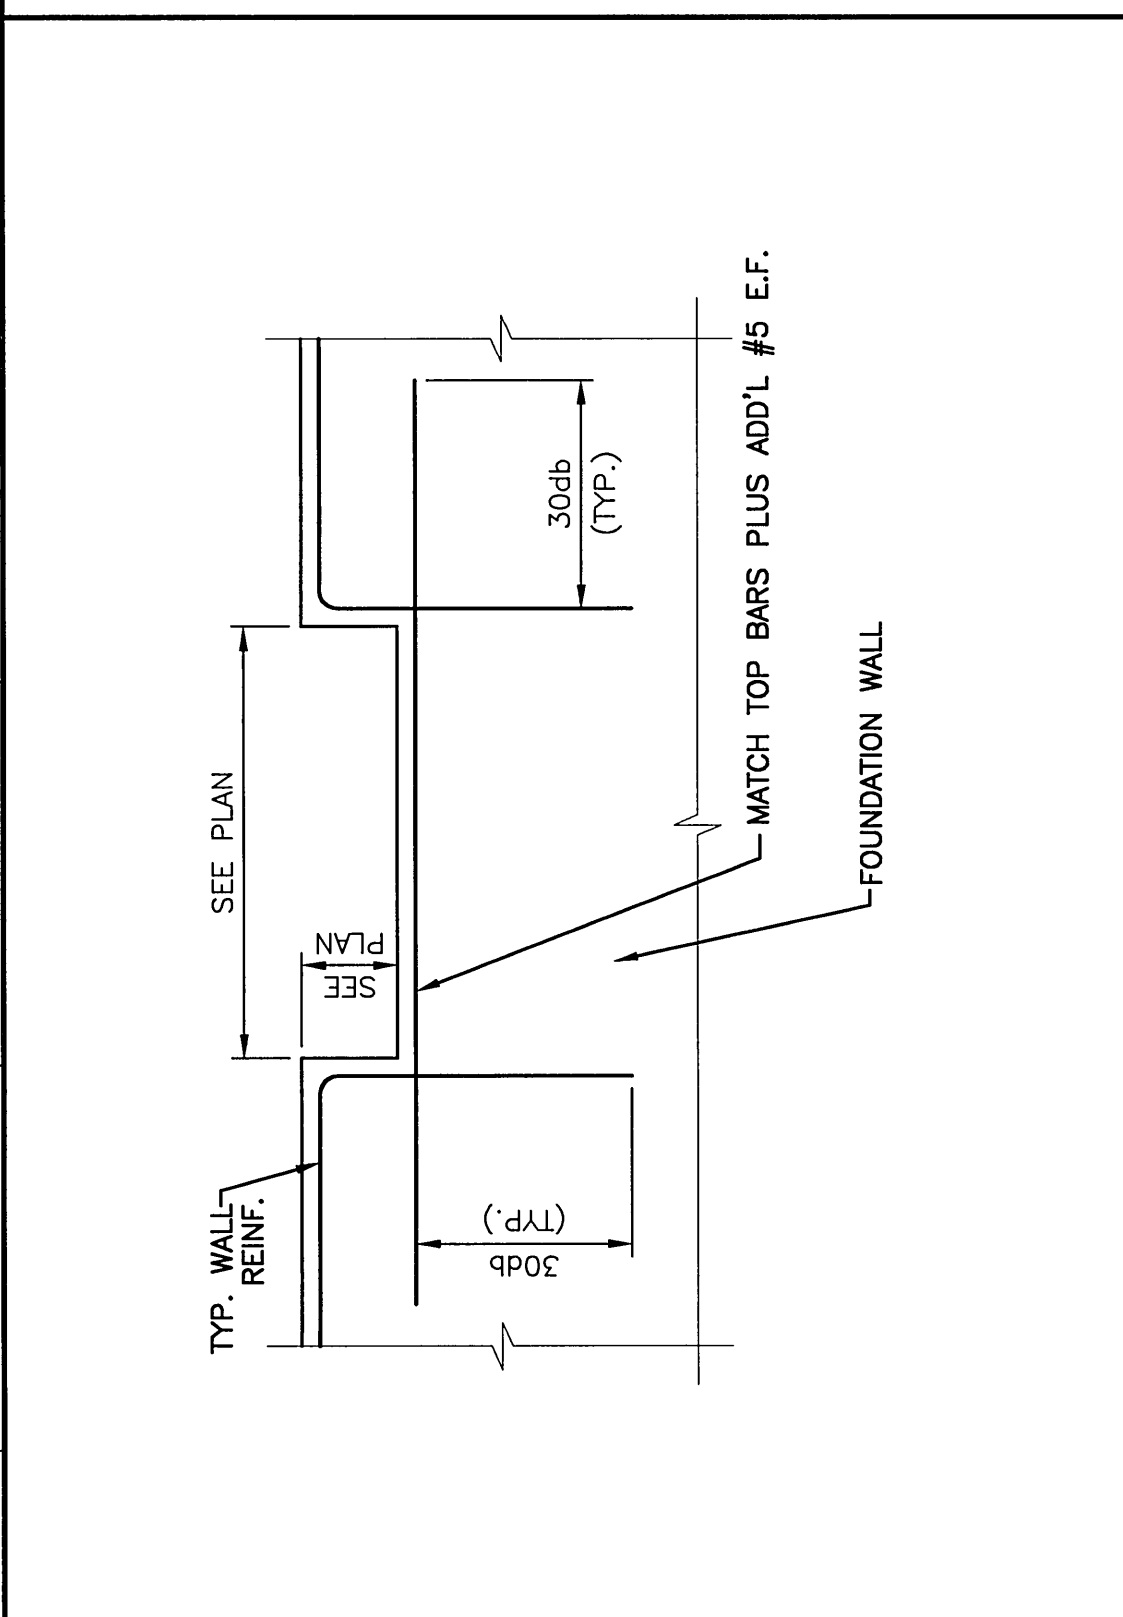 TYP. WALL
REINF.
SEE PLAN
SEE
PLAN
30db
(TYP.)
30db
(TYP.)
MATCH TOP BARS PLUS ADD'L #5 E.F.
FOUNDATION WALL